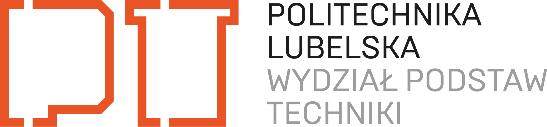 POLITECHNIKA
LUBELSKA
WYDZIAŁ PODSTAW
TECHNIKI